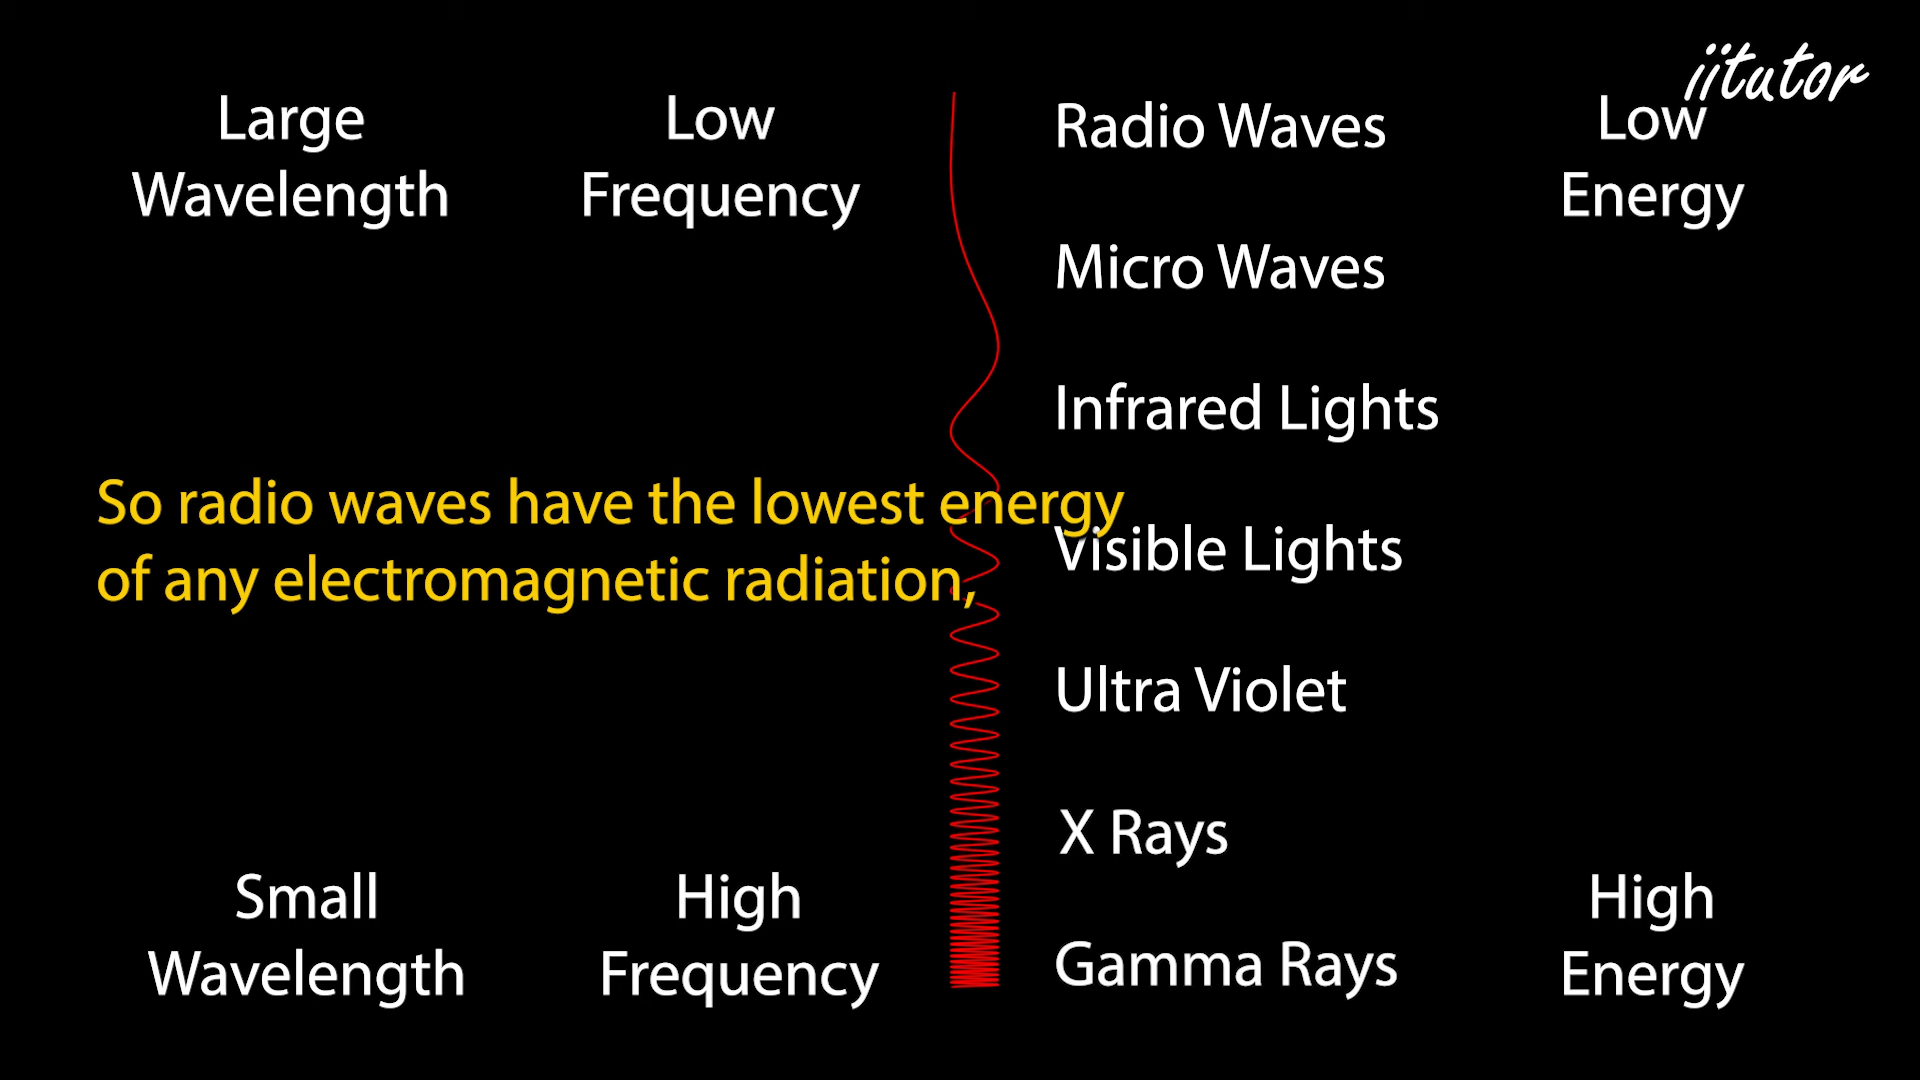 iitutor
Large
Wavelength
Low
Frequency
Radio Waves
Low
Energy
Micro Waves
Infrared Lights
So radio waves have the lowest energy
of any electromagnetic radiation,
Visible Lights
Ultra Violet
X Rays
Small
Wavelength
High
Frequency
Gamma Rays
High
Energy